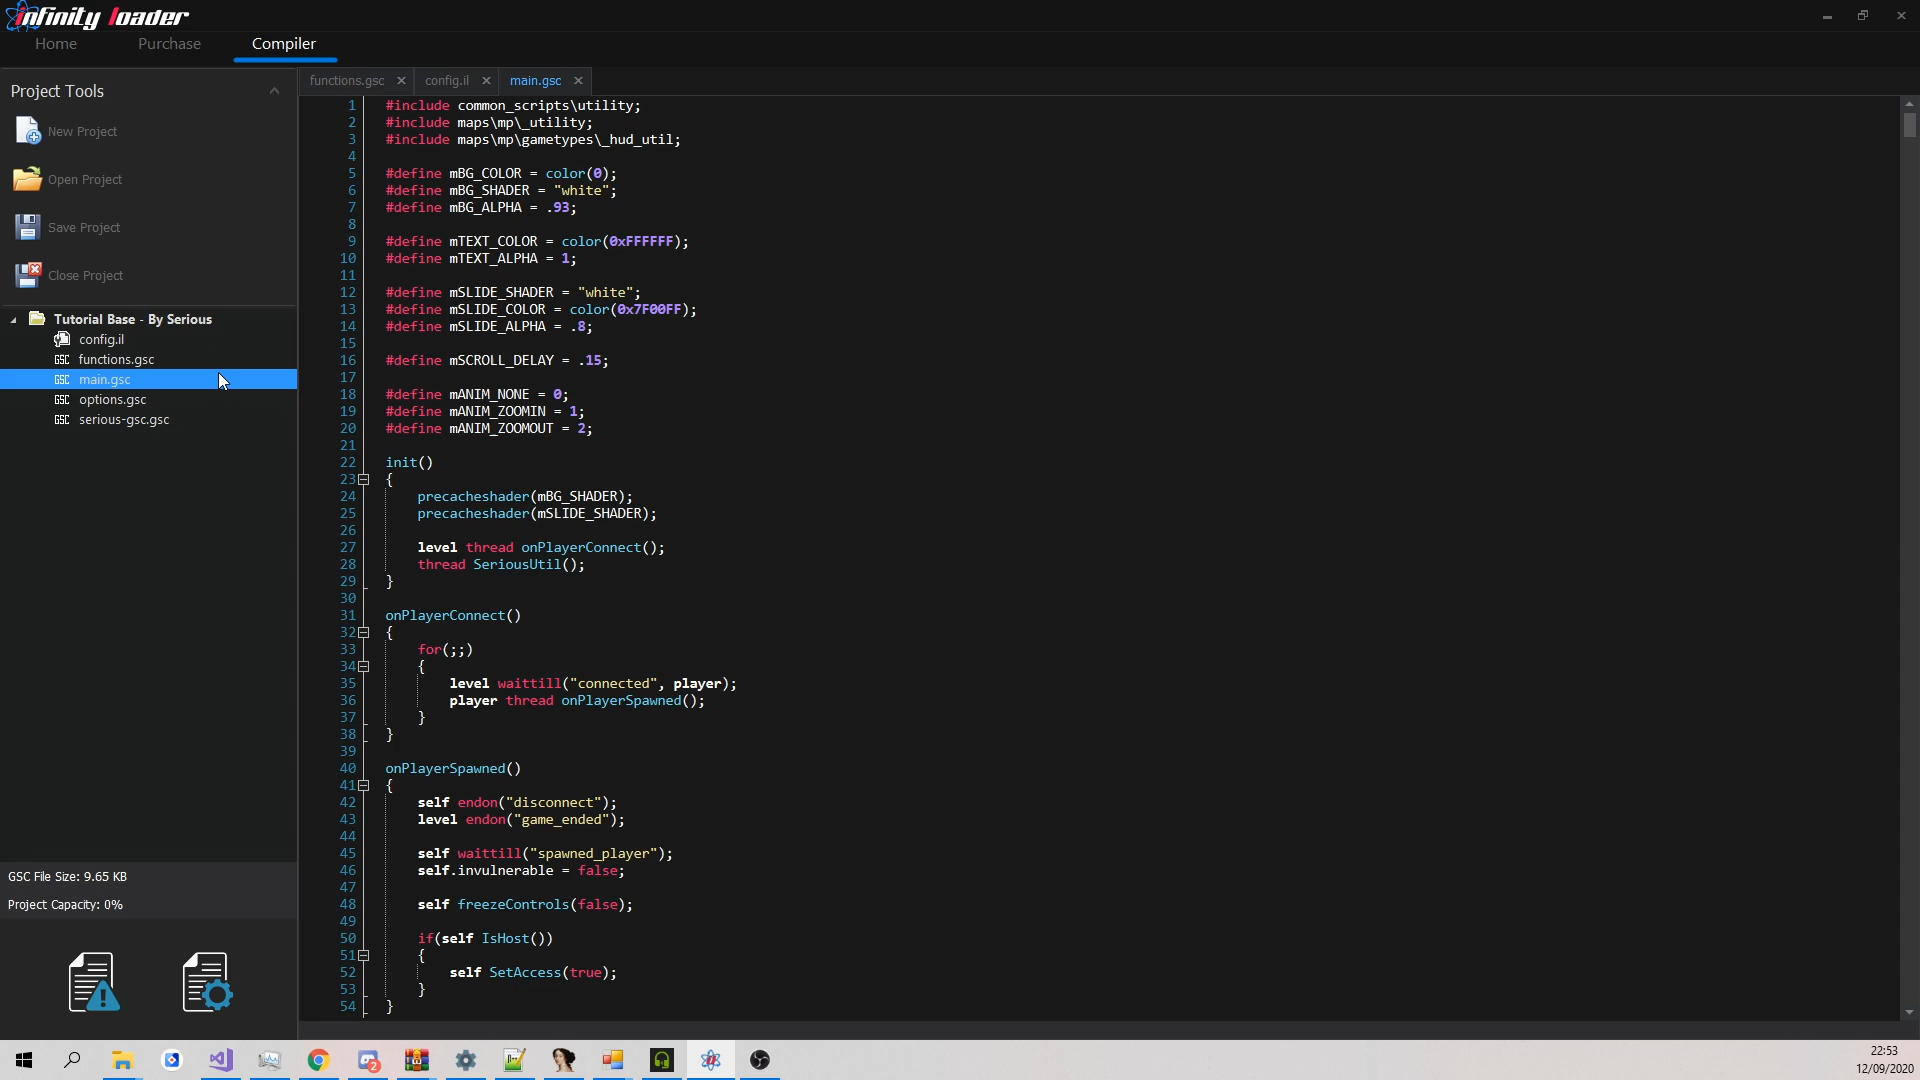 infinity loader
Home Purchase Compiler
Project Tools
New Project
Open Project
Save Project
Close Project
Tutorial Base - By Serious
config.il
GSC functions.gsc
GSC main.gsc
GSC options.gsc
GSC serious-gsc.gsc
GSC File Size: 9.65 KB
Project Capacity: 0%
functions.gsc config.il main.gsc
1 #include common_scripts\utility;
2 #include maps\mp\_utility;
3 #include maps\mp\gametypes\_hud_util;
4
5 #define mBG_COLOR = color(0);
6 #define mBG_SHADER = "white";
7 #define mBG_ALPHA = .93;
8
9 #define mTEXT_COLOR = color(0xFFFFFF);
10 #define mTEXT_ALPHA = 1;
11
12 #define mSLIDE_SHADER = "white";
13 #define mSLIDE_COLOR = color(0x7F00FF);
14 #define mSLIDE_ALPHA = .8;
15
16 #define mSCROLL_DELAY = .15;
17
18 #define mANIM_NONE = 0;
19 #define mANIM_ZOOMIN = 1;
20 #define mANIM_ZOOMOUT = 2;
21
22 init()
23 {
24 precacheshader(mBG_SHADER);
25 precacheshader(mSLIDE_SHADER);
26
27 level thread onPlayerConnect();
28 thread SeriousUtil();
29 }
30
31 onPlayerConnect()
32 {
33 for(;;)
34 {
35 level waittill("connected", player);
36 player thread onPlayerSpawned();
37 }
38 }
39
40 onPlayerSpawned()
41 {
42 self endon("disconnect");
43 level endon("game_ended");
44
45 self waittill("spawned_player");
46 self.invulnerable = false;
47
48 self freezeControls(false);
49
50 if(self IsHost())
51 {
52 self SetAccess(true);
53 }
54 }
2
22:53
12/09/2020